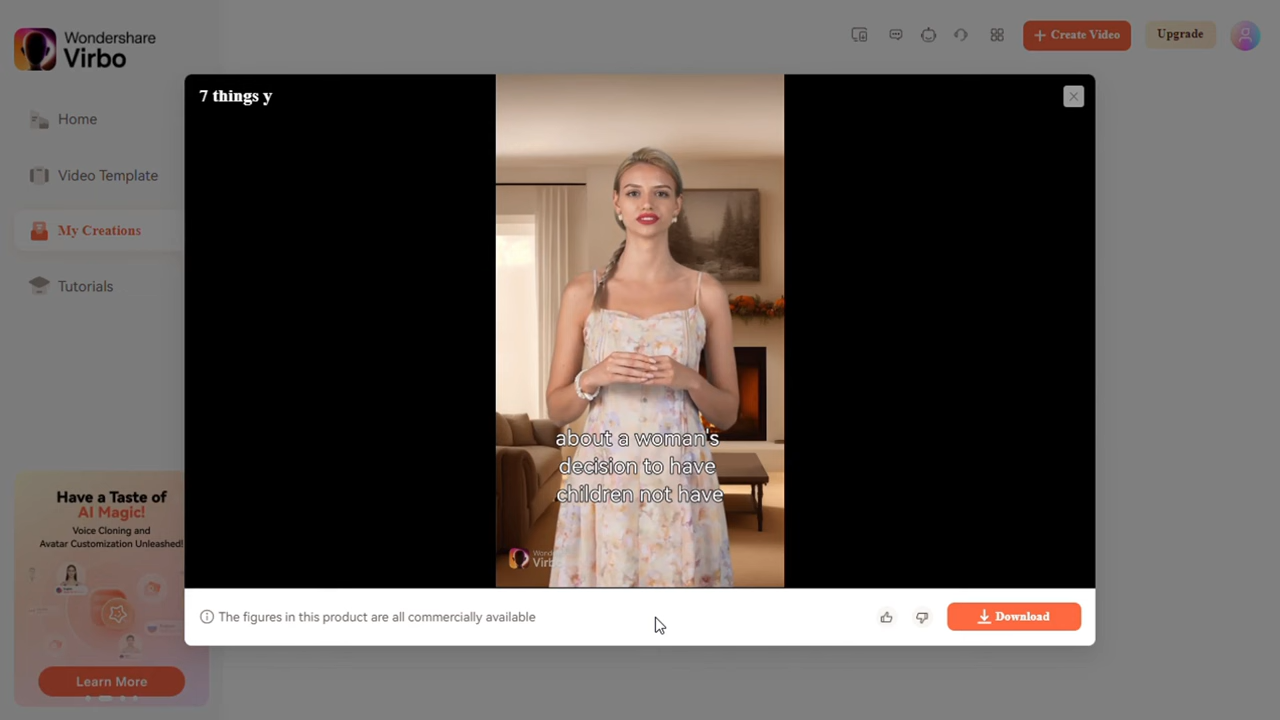 Wondershare
Virbo
Create Video
Upgrade
7 things y
Home
Video Template
My Creations
Tutorials
about a woman's
decision to have
children not have
Wonde
Virb
Have a Taste of
AI Magic!
Voice Cloning and
Avatar Customization Unleashed!
Learn More
The figures in this product are all commercially available
Download